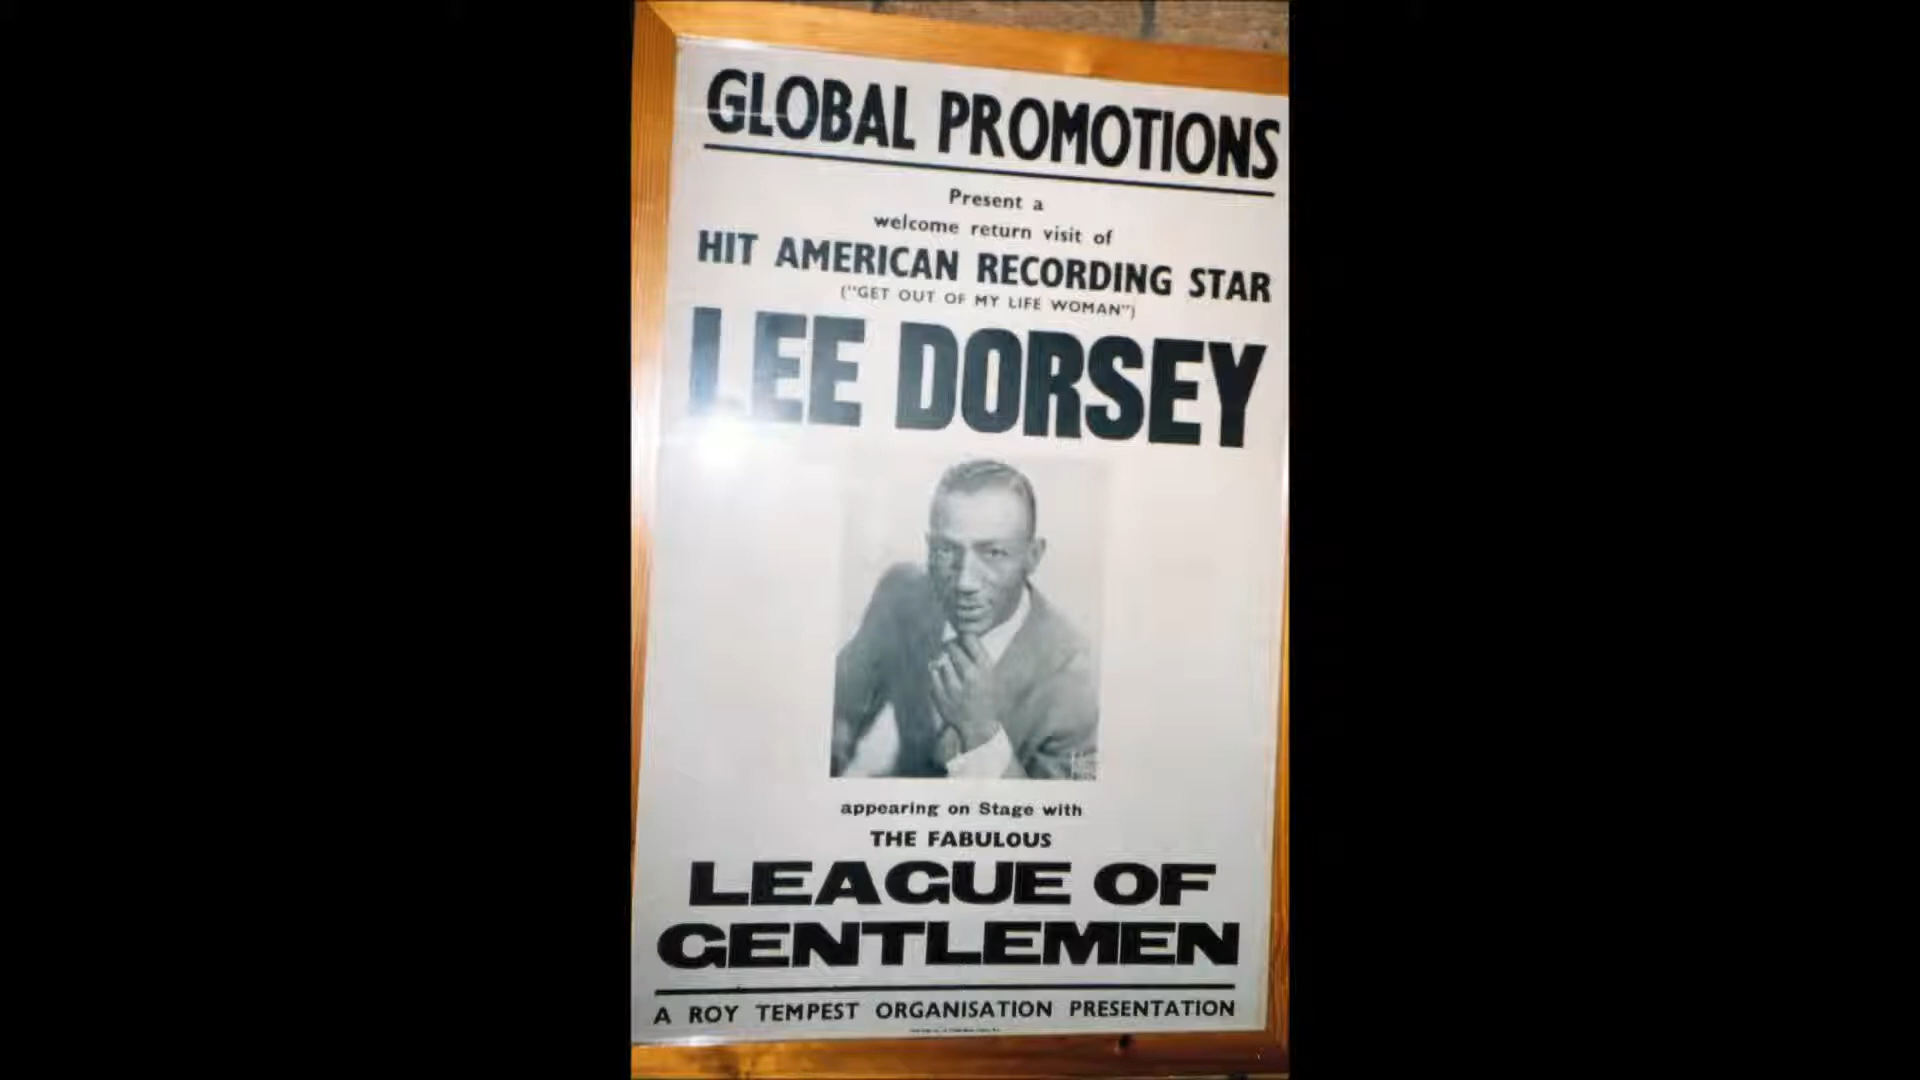 GLOBAL PROMOTIONS
Present a
welcome return visit of
HIT AMERICAN RECORDING STAR
("GET OUT OF MY LIFE WOMAN")
LEE DORSEY
appearing on Stage with
THE FABULOUS
LEAGUE OF
GENTLEMEN
A ROY TEMPEST ORGANISATION PRESENTATION